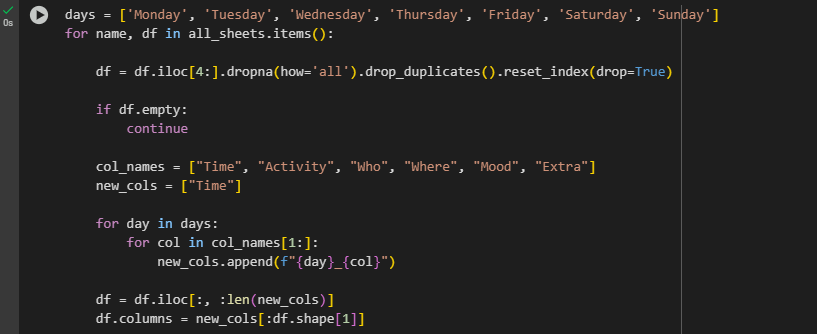 days = ['Monday', 'Tuesday', 'Wednesday', 'Thursday', 'Friday', 'Saturday', 'Sunday']
for name, df in all_sheets.items():
df = df.iloc[4:].dropna(how='all').drop_duplicates().reset_index(drop=True)
if df.empty:
continue
col_names = ["Time", "Activity", "Who", "Where", "Mood", "Extra"]
new_cols = ["Time"]
for day in days:
for col in col_names[1:]:
new_cols.append(f"{day}_{col}")
df = df.iloc[:, :len(new_cols)]
df.columns = new_cols[:df.shape[1]]
0s